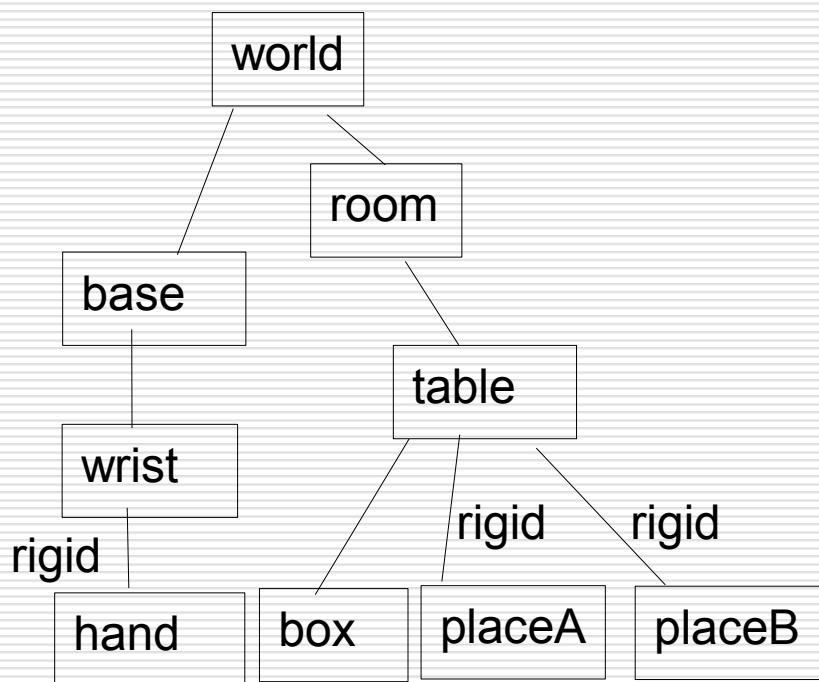 world
room
base
table
wrist
rigid rigid
rigid
hand box placeA placeB